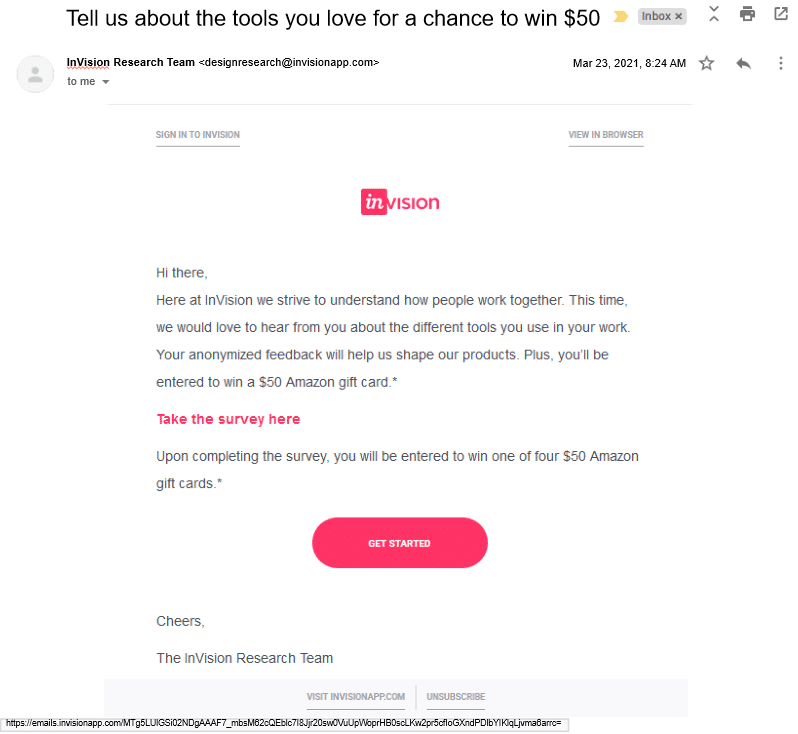 Tell us about the tools you love for a chance to win $50 Inbox ×
InVision Research Team <designresearch@invisionapp.com> Mar 23, 2021, 8:24 AM
to me
SIGN IN TO INVISION VIEW IN BROWSER
invision
Hi there,
Here at InVision we strive to understand how people work together. This time,
we would love to hear from you about the different tools you use in your work.
Your anonymized feedback will help us shape our products. Plus, you'll be
entered to win a $50 Amazon gift card.*
Take the survey here
Upon completing the survey, you will be entered to win one of four $50 Amazon
gift cards.*
GET STARTED
Cheers,
The InVision Research Team
VISIT INVISIONAPP.COM UNSUBSCRIBE